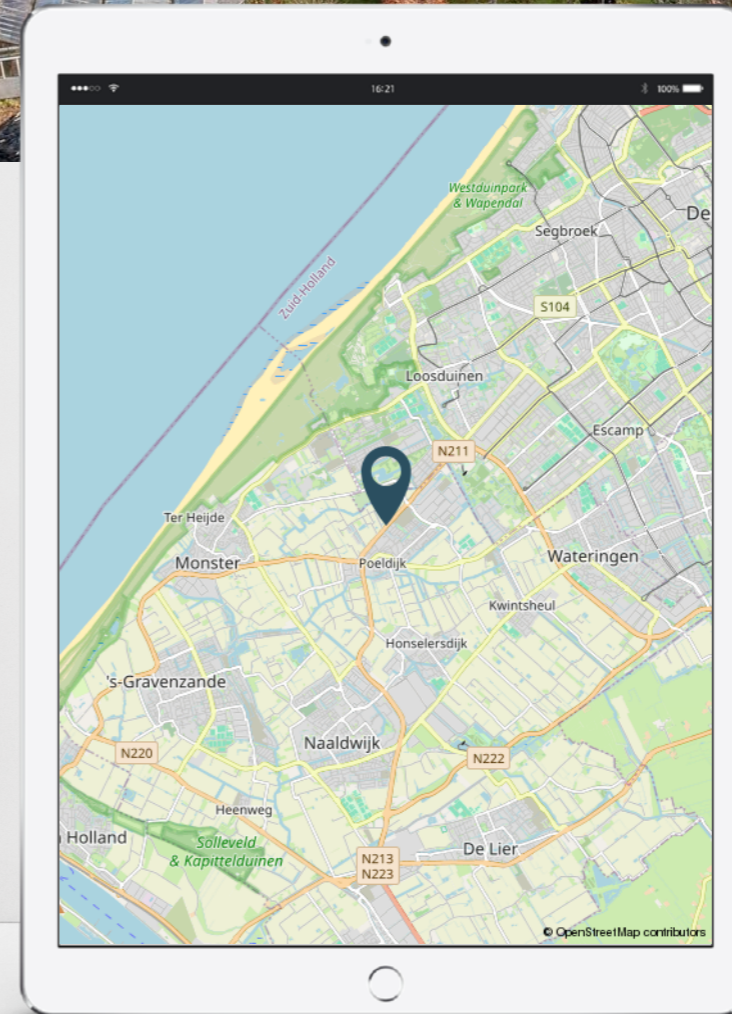 16:21
100%
Westduinpark
& Wapendal
De
Segbroek
Zuid-Holland
S104
Loosduinen
Escamp
N211
Ter Heijde
Monster
Poeldijk
Wateringen
Kwintsheul
Honselersdijk
's-Gravenzande
Naaldwijk
N220
N222
Heenweg
Holland
Solleveld
& Kapittelduinen
De Lier
N213
N223
© OpenStreetMap contributors